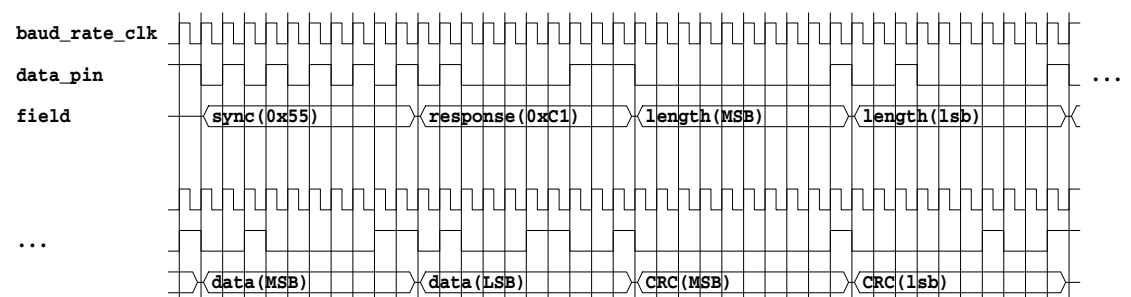 baud_rate_clk
data_pin
...
field sync(0x55) response(0xC1) length(MSB) length(lsb)
...
data(MSB) data(LSB) CRC(MSB) CRC(lsb)